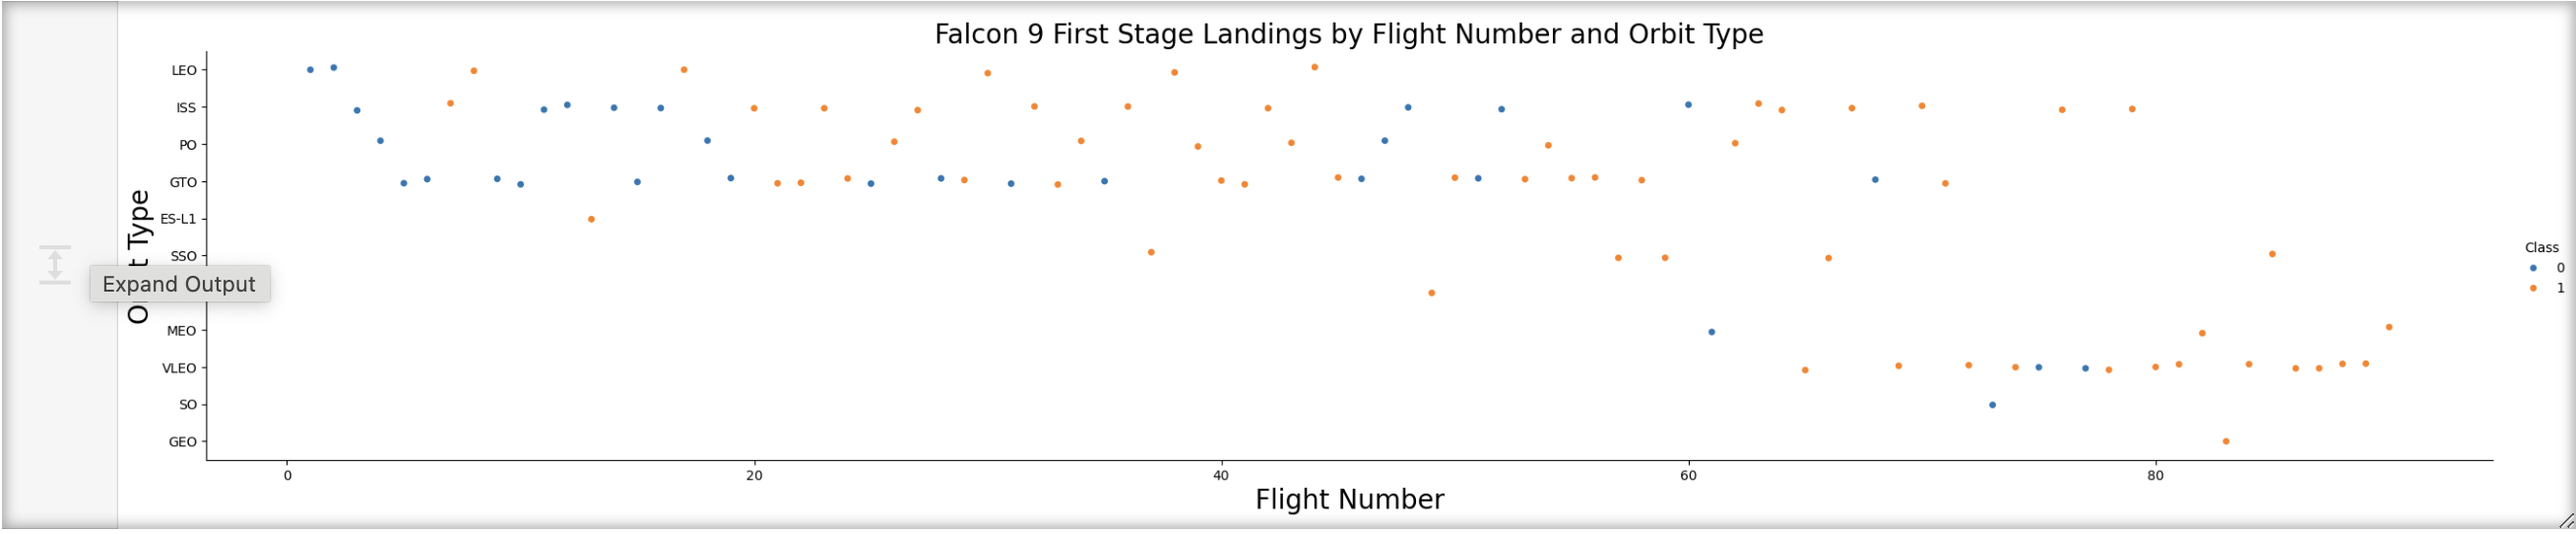 Falcon 9 First Stage Landings by Flight Number and Orbit Type
LEO
ISS
PO
GTO
ES-L1
SSO
MEO
VLEO
SO
GEO
Type
Expand Output
0
20
40
60
80
Flight Number
Class
0
1